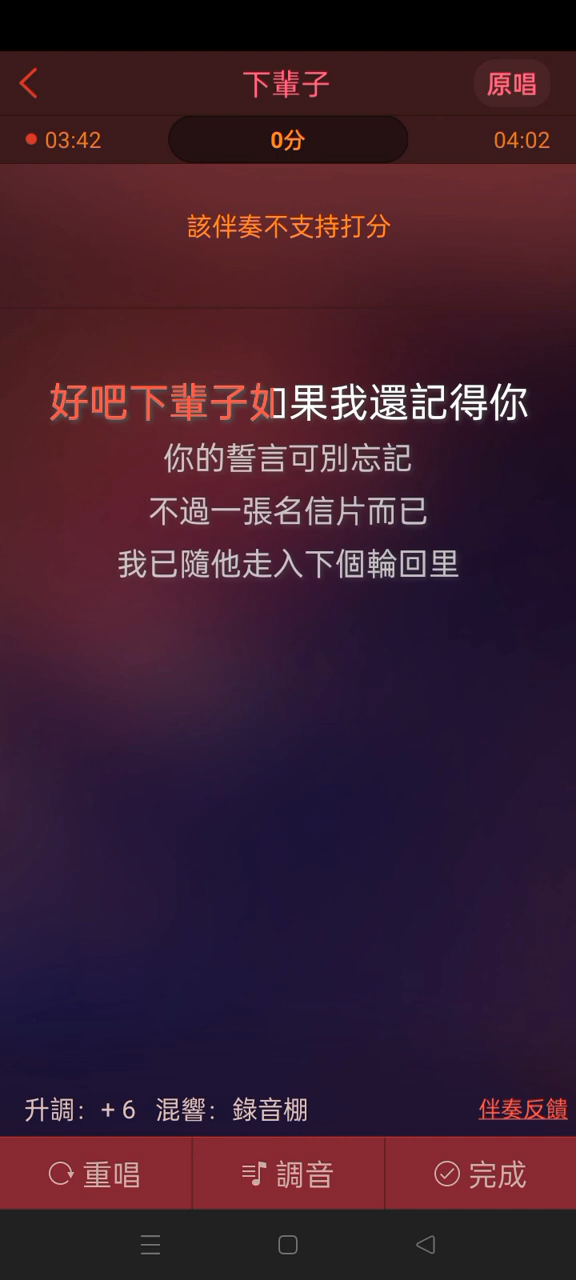 下輩子
原唱
03:42
0分
04:02
該伴奏不支持打分
好吧下輩子如果我還記得你
你的誓言可別忘記
不過一張名信片而已
我已隨他走入下個輪回里
升調：+6 混響：錄音棚
伴奏反饋
重唱
調音
完成